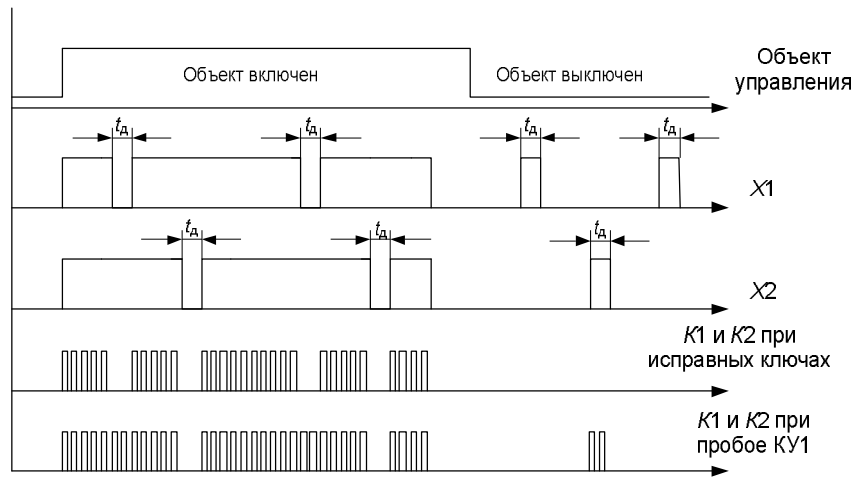 Объект включен
Объект выключен
Объект
управления
tд
tд
tд
tд
X1
tд
tд
tд
X2
K1 и K2 при
исправных ключах
K1 и K2 при
пробое КУ1